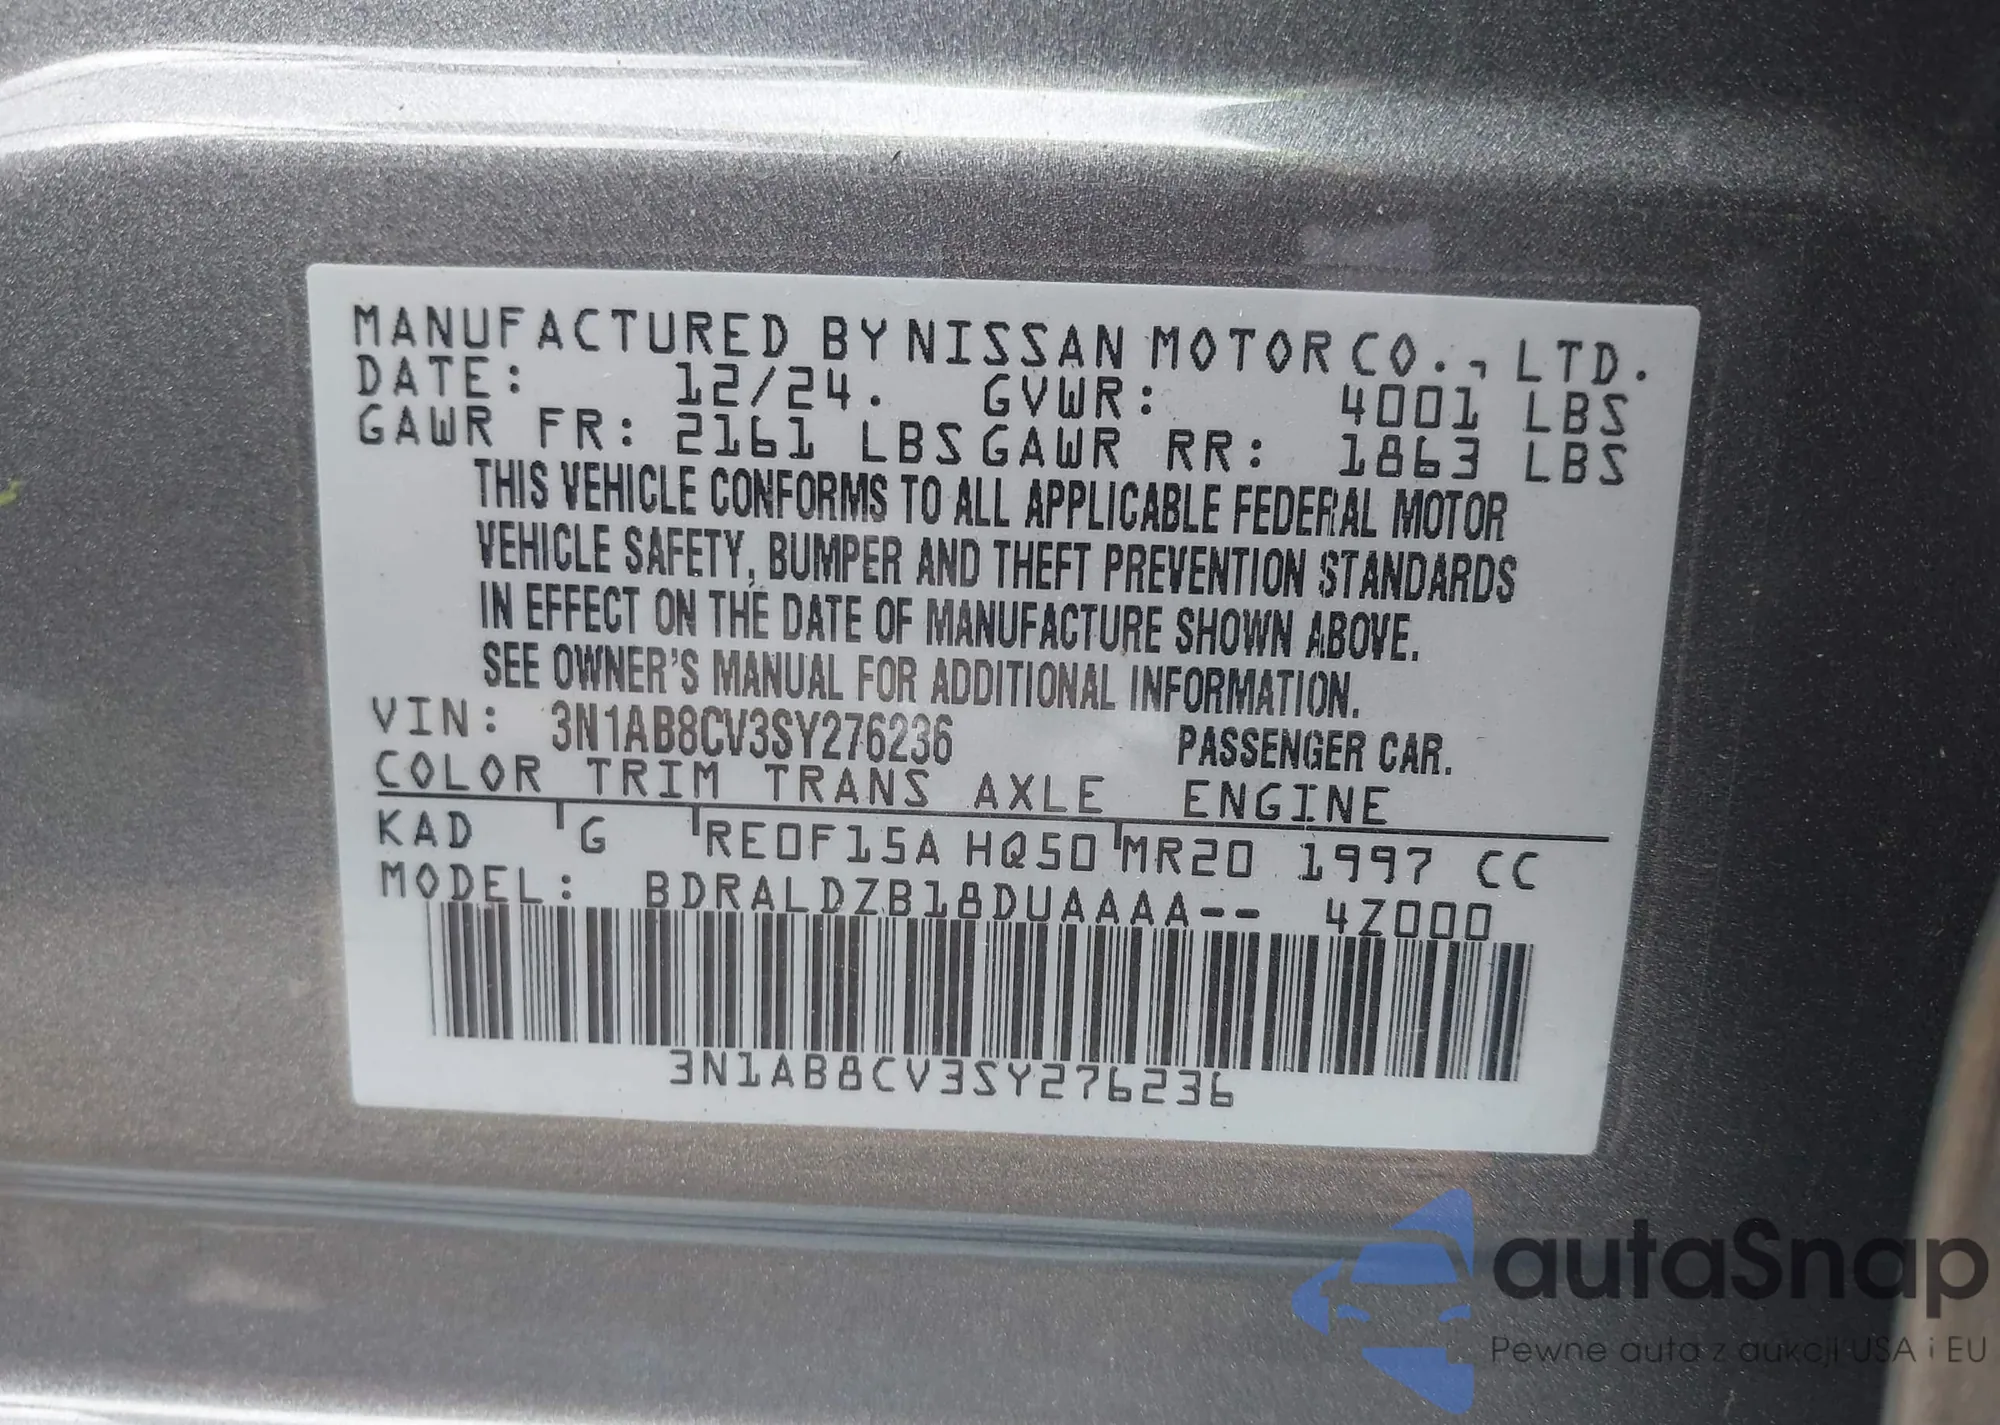 MANUFACTURED BY NISSAN MOTOR CO., LTD.
DATE: 12/24. GVWR: 4001 LBS
GAWR FR: 2161 LBS GAWR RR: 1863 LBS
THIS VEHICLE CONFORMS TO ALL APPLICABLE FEDERAL MOTOR
VEHICLE SAFETY, BUMPER AND THEFT PREVENTION STANDARDS
IN EFFECT ON THE DATE OF MANUFACTURE SHOWN ABOVE.
SEE OWNER'S MANUAL FOR ADDITIONAL INFORMATION.
VIN: 3N1AB8CV3SY276236 PASSENGER CAR.
COLOR TRIM TRANS AXLE ENGINE
KAD G RE0F15A HQ50 MR20 1997 CC
MODEL: BDRALDZB18DUAAAA-- 4Z000
3N1AB8CV3SY276236
autaSnap
Pewne auta z aukcji USA i EU